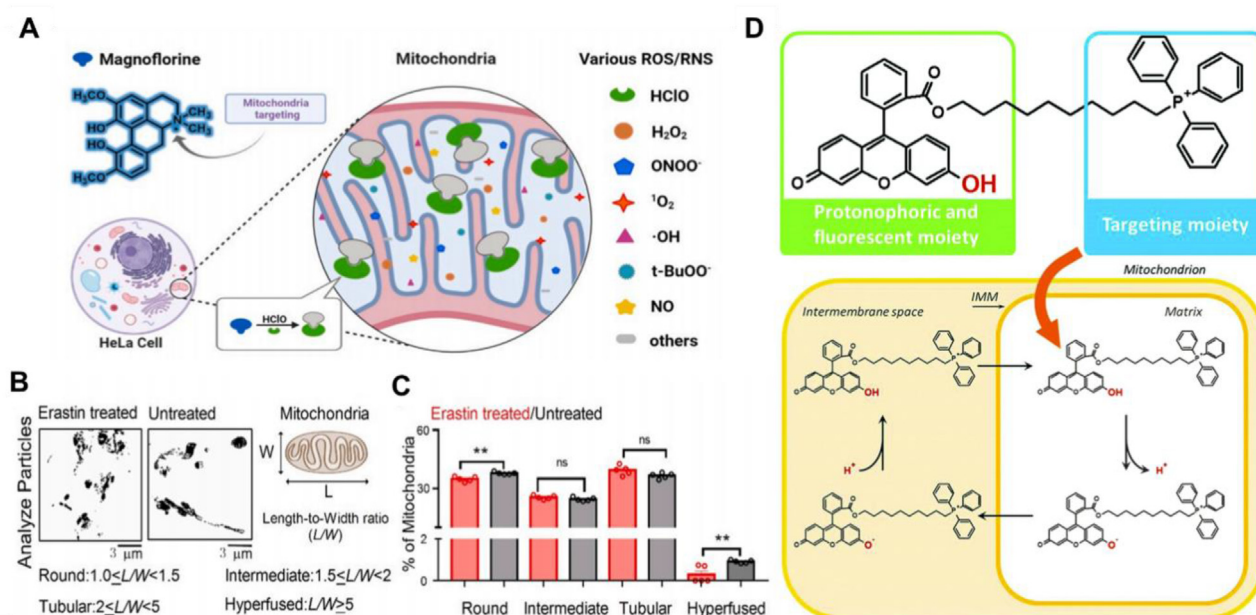 A
Magnoflorine
H₃CO
HO
HO
H₃CO
N
CH₃
CH₃
Mitochondria
targeting
HeLa Cell
HClO
Mitochondria
Various ROS/RNS
HClO
H₂O₂
ONOO⁻
¹O₂
·OH
t-BuOO⁻
NO
others
B
Erastin treated
Untreated
Mitochondria
Analyze Particles
W
L
Length-to-Width ratio
(L/W)
3 μm
3 μm
Round:1.0≤L/W<1.5
Intermediate:1.5≤L/W<2
Tubular:2≤L/W<5
Hyperfused:L/W≥5
C
Erastin treated/Untreated
% of Mitochondria
60
30
2
0
**
ns
ns
**
Round
Intermediate
Tubular
Hyperfused
D
O
O
O
O
OH
P⁺
Protonophoric and
fluorescent moiety
Targeting moiety
Mitochondrion
IMM
Intermembrane space
Matrix
OH
OH
H⁺
H⁺
O⁻
O⁻